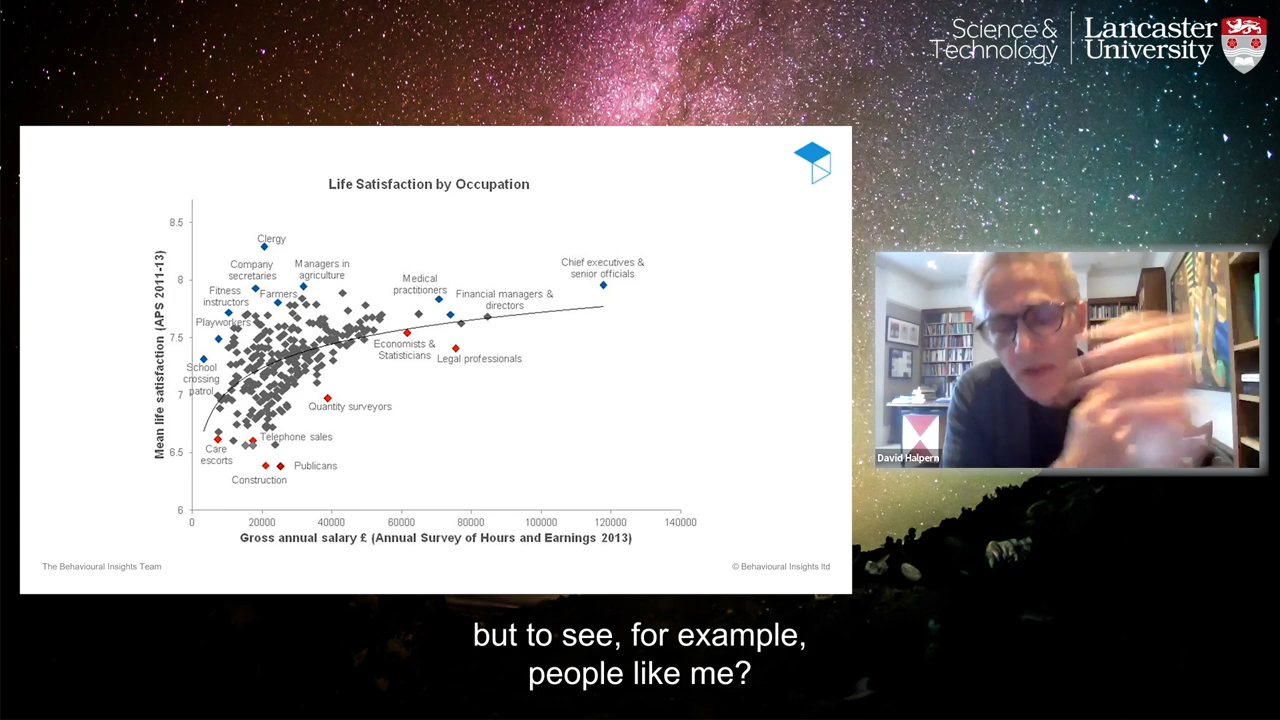 Science &
Technology
Lancaster
University
Life Satisfaction by Occupation
Mean life satisfaction (APS 2011-13)
8.5
8
7.5
7
6.5
6
Clergy
Company
secretaries
Managers in
agriculture
Fitness
instructors
Farmers
Playworkers
School
crossing
patrol
Medical
practitioners
Financial managers &
directors
Chief executives &
senior officials
Economists &
Statisticians
Legal professionals
Quantity surveyors
Telephone sales
Care
escorts
Publicans
Construction
0
20000
40000
60000
80000
100000
120000
140000
Gross annual salary £ (Annual Survey of Hours and Earnings 2013)
The Behavioural Insights Team
© Behavioural Insights ltd
David Halpern
but to see, for example,
people like me?